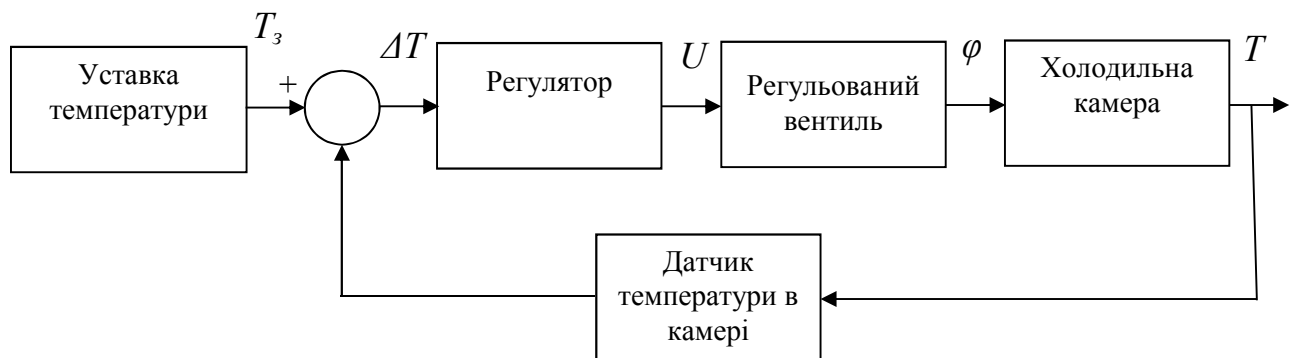 Уставка
температури
Tз
+
ΔT
Регулятор
U
Регульований
вентиль
φ
Холодильна
камера
T
Датчик
температури в
камері